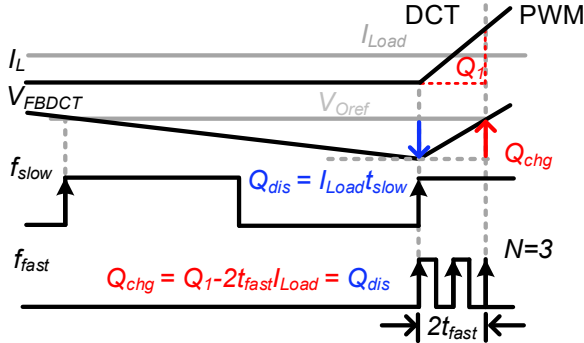 DCT PWM
I_Load
I_L
Q_1
V_FBDCT
V_Oref
Q_chg
f_slow
Q_dis = I_Load t_slow
f_fast
N=3
Q_chg = Q_1-2t_fast I_Load = Q_dis
2t_fast